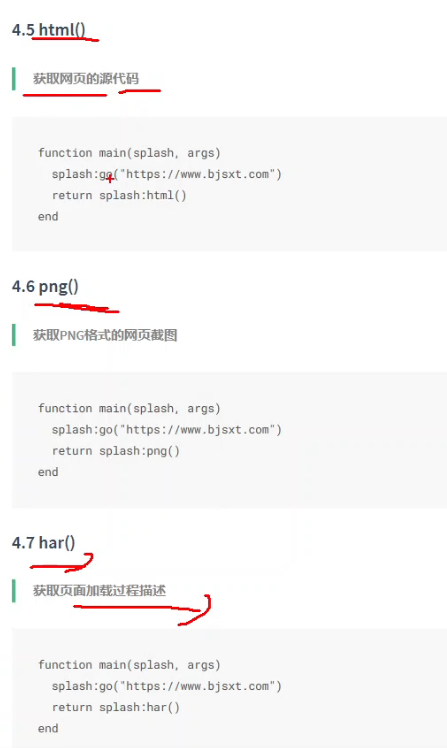 4.5 html()
获取网页的源代码
function main(splash, args)
splash:go("https://www.bjsxt.com")
return splash:html()
end
4.6 png()
获取PNG格式的网页截图
function main(splash, args)
splash:go("https://www.bjsxt.com")
return splash:png()
end
4.7 har()
获取页面加载过程描述
function main(splash, args)
splash:go("https://www.bjsxt.com")
return splash:har()
end